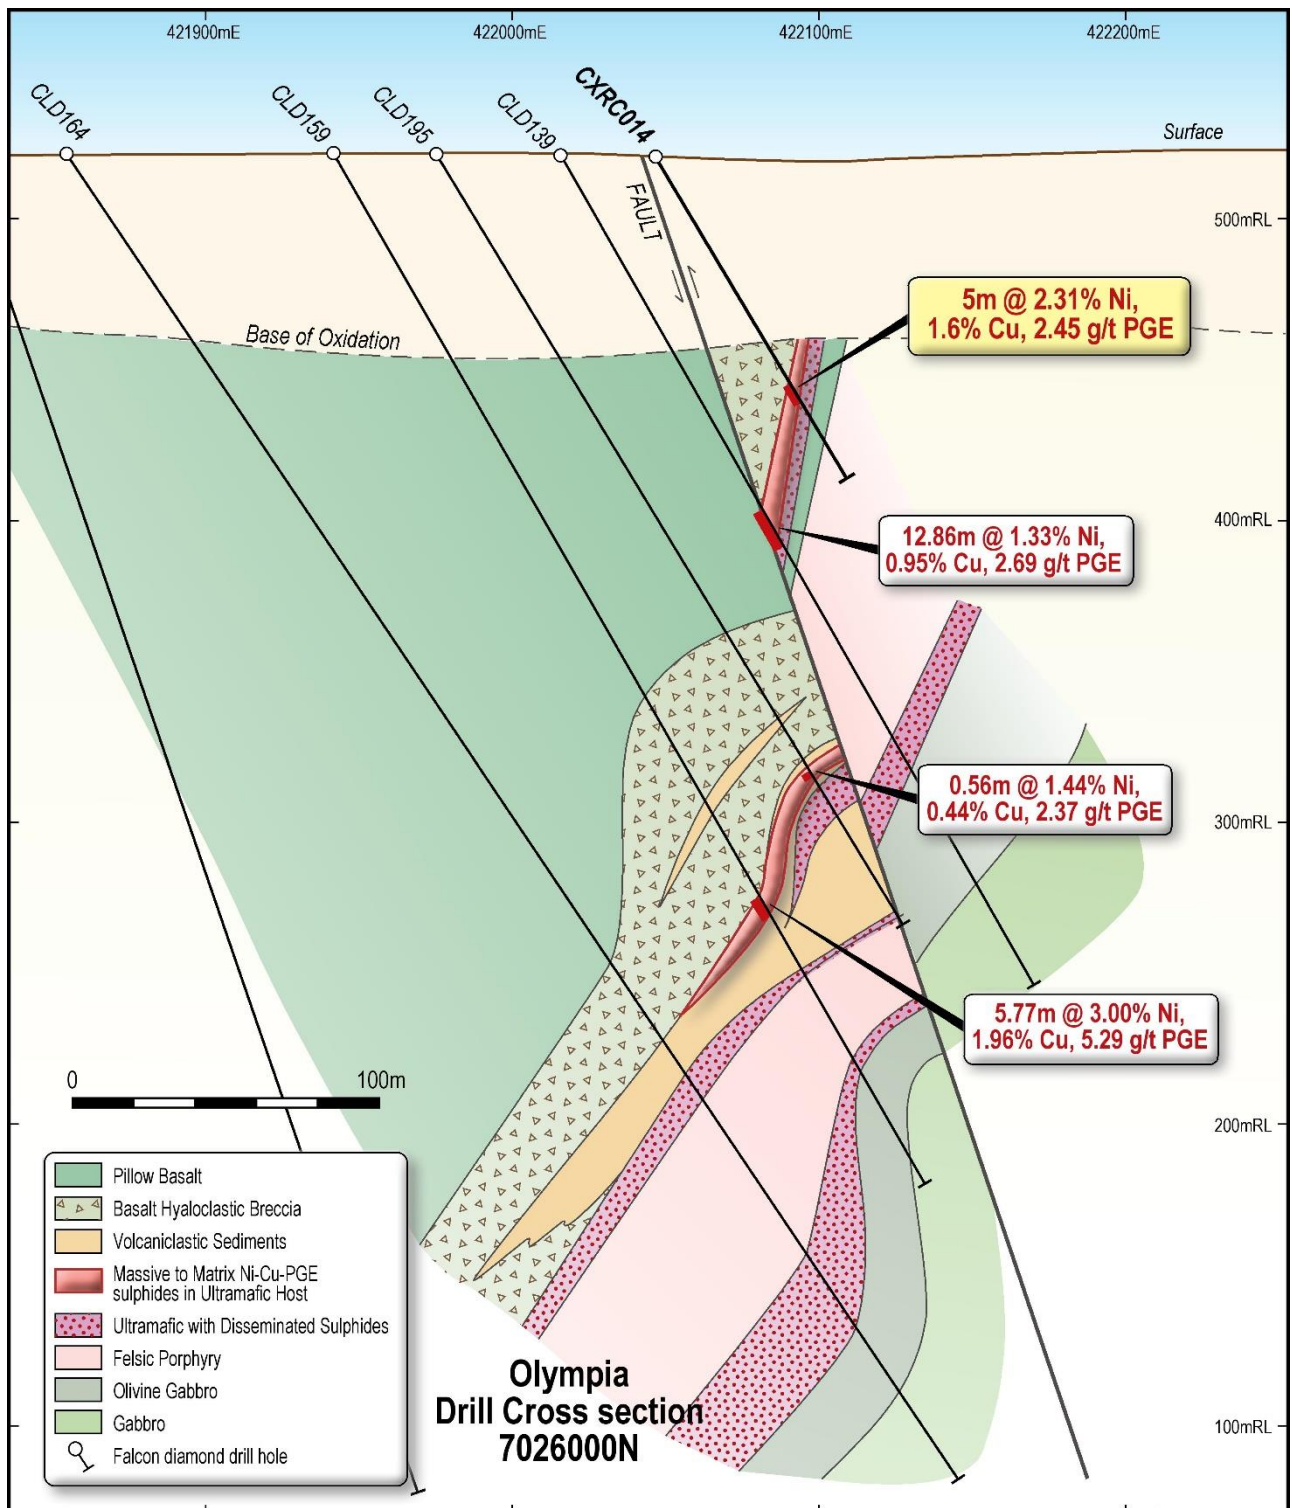 421900mE
422000mE
422100mE
422200mE
CLD164
CLD159
CLD195
CLD139
CXRC014
Surface
FAULT
500mRL
5m @ 2.31% Ni,
1.6% Cu, 2.45 g/t PGE
Base of Oxidation
400mRL
12.86m @ 1.33% Ni,
0.95% Cu, 2.69 g/t PGE
0.56m @ 1.44% Ni,
0.44% Cu, 2.37 g/t PGE
300mRL
5.77m @ 3.00% Ni,
1.96% Cu, 5.29 g/t PGE
0 100m
200mRL
Pillow Basalt
Basalt Hyaloclastic Breccia
Volcaniclastic Sediments
Massive to Matrix Ni-Cu-PGE
sulphides in Ultramafic Host
Ultramafic with Disseminated Sulphides
Felsic Porphyry
Olivine Gabbro
Gabbro
Falcon diamond drill hole
Olympia
Drill Cross section
7026000N
100mRL